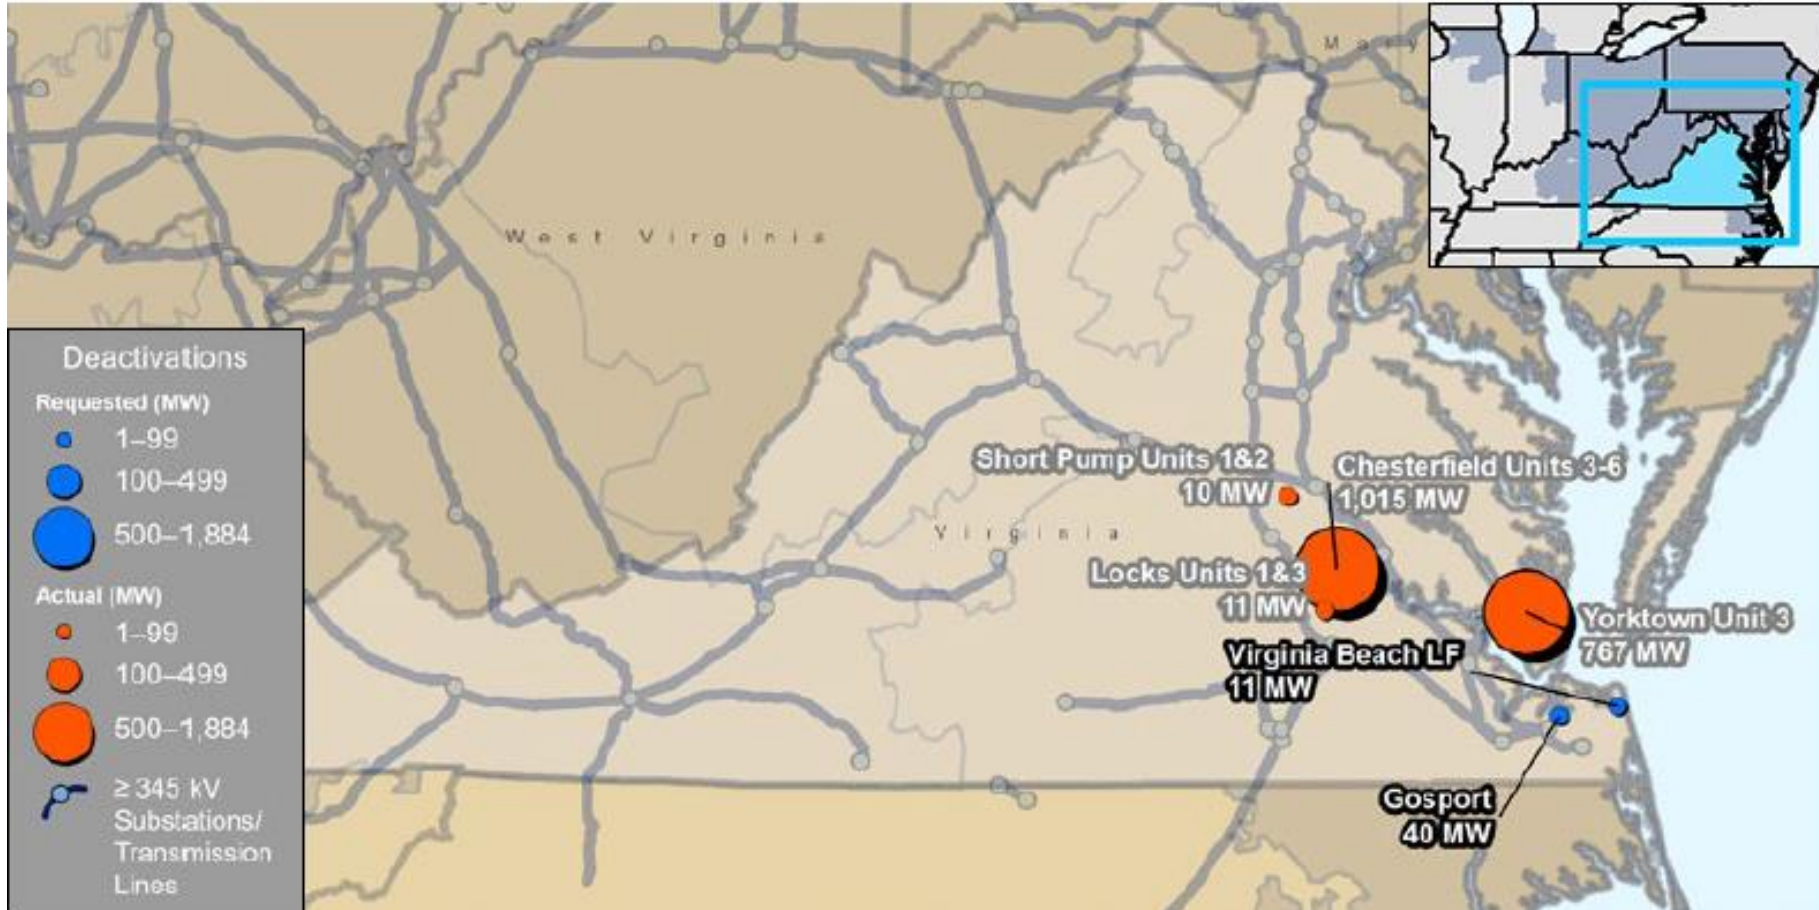 Mary
West Virginia
Deactivations
Requested (MW)
1–99
100–499
500–1,884
Actual (MW)
1–99
100–499
500–1,884
≥ 345 kV
Substations/
Transmission
Lines
Short Pump Units 1&2
10 MW
Chesterfield Units 3-6
1,015 MW
Virginia
Locks Units 1&3
11 MW
Yorktown Unit 3
767 MW
Virginia Beach LF
11 MW
Gosport
40 MW